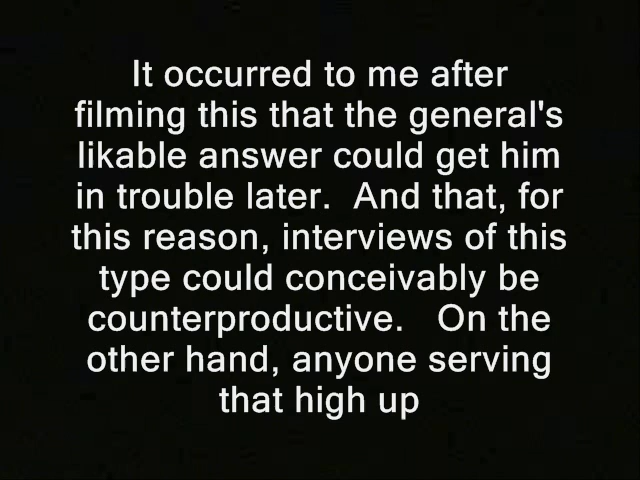 It occurred to me after
filming this that the general's
likable answer could get him
in trouble later.  And that, for
this reason, interviews of this
type could conceivably be
counterproductive.   On the
other hand, anyone serving
that high up